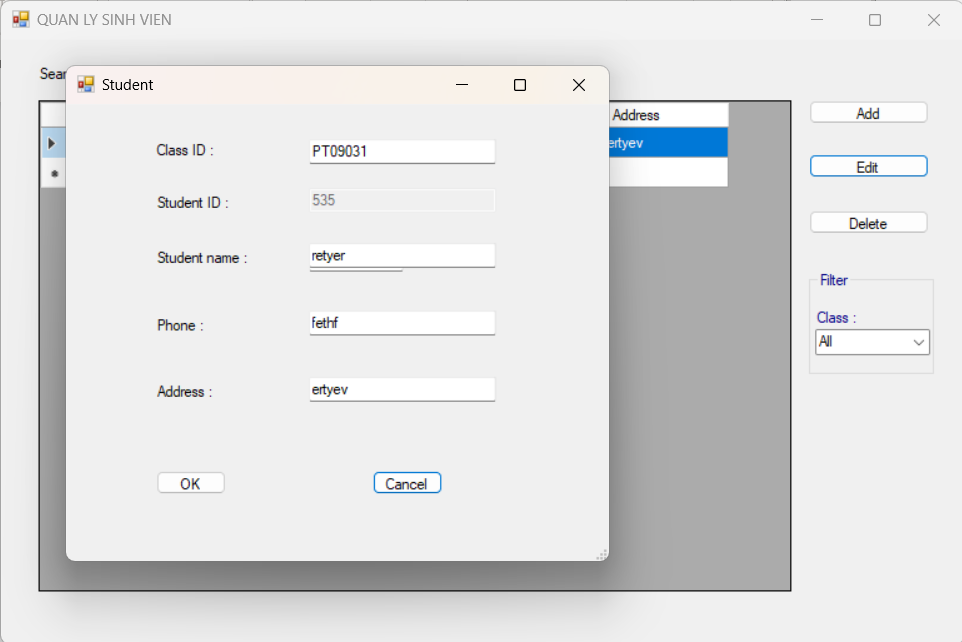 QUAN LY SINH VIEN
Student
Address
ertyev
Add
Edit
Delete
Filter
Class :
All
Class ID :
PT09031
Student ID :
535
Student name :
retyer
Phone :
fethf
Address :
ertyev
OK
Cancel